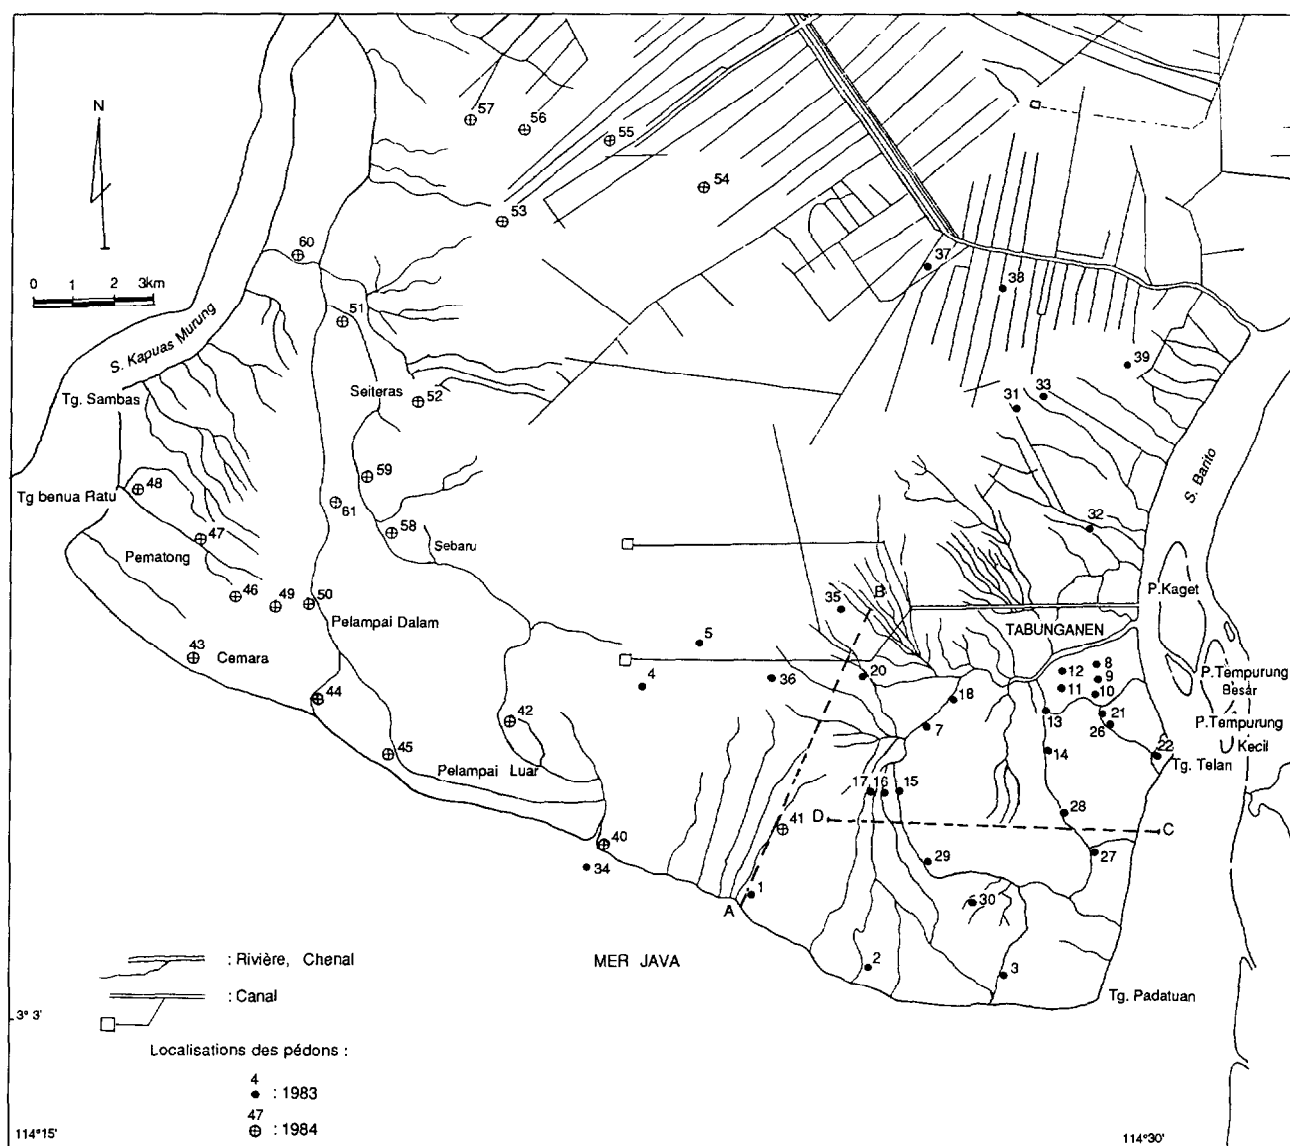 57
56
55
54
53
N
60
37
38
0 1 2 3km
51
S. Kapuas Murung
39
Seiteras
52
33
31
Tg. Sambas
59
S. Barito
48
Tg benua Ratu
61
58
32
47
Sebaru
Pematong
P.Kaget
46
49
50
35
B
Pelampai Dalam
TABUNGANEN
5
43
Cemara
8
12
9
P.Tempurung
Besar
20
4
36
11
10
44
18
42
21
13
7
26
P.Tempurung
Kecil
22
45
14
Tg. Telan
Pelampai Luar
17
16
15
28
41
D
C
40
27
34
29
1
A
30
: Rivière, Chenal
MER JAVA
2
3
: Canal
Tg. Padatuan
3° 3'
Localisations des pédons :
4
: 1983
47
: 1984
114°15'
114°30'